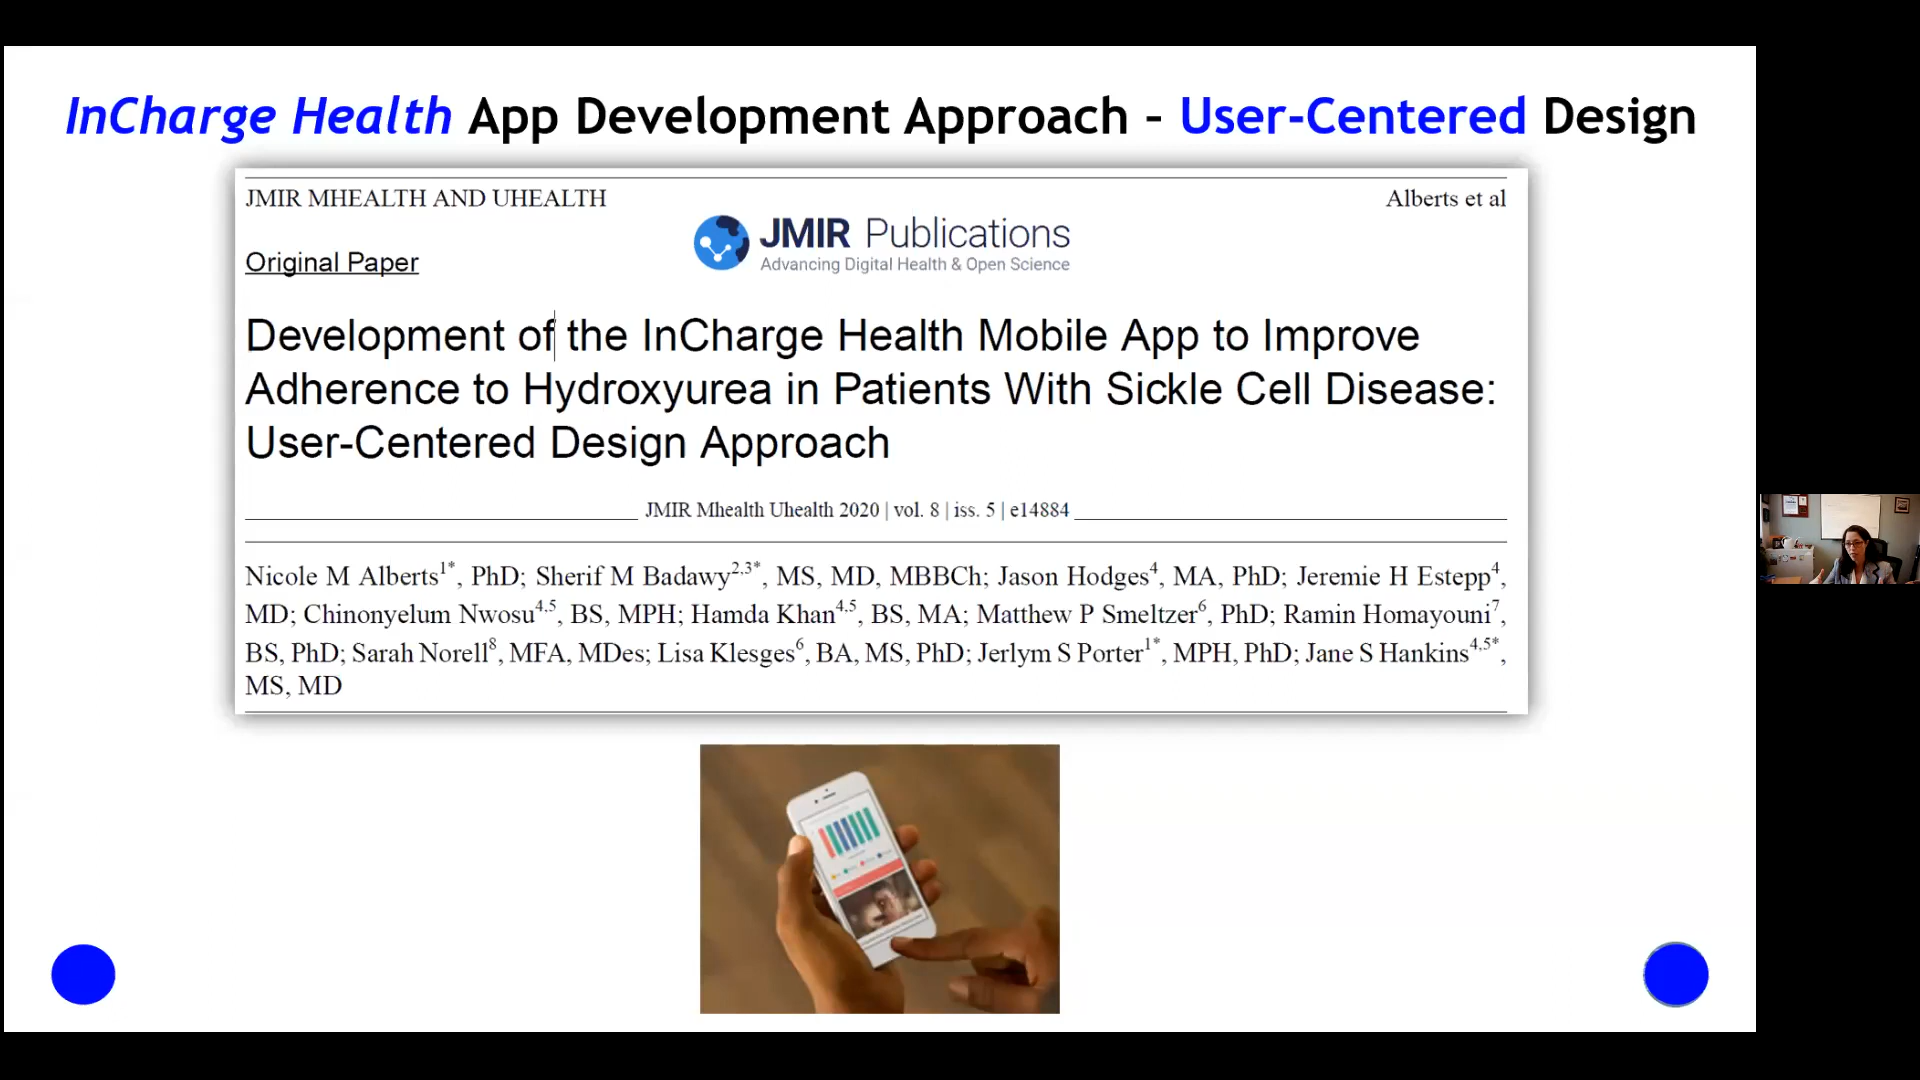 InCharge Health App Development Approach – User-Centered Design
JMIR MHEALTH AND UHEALTH
Alberts et al
JMIR Publications
Advancing Digital Health & Open Science
Original Paper
Development of the InCharge Health Mobile App to Improve
Adherence to Hydroxyurea in Patients With Sickle Cell Disease:
User-Centered Design Approach
JMIR Mhealth Uhealth 2020 | vol. 8 | iss. 5 | e14884
Nicole M Alberts1*, PhD; Sherif M Badawy2,3*, MS, MD, MBBCh; Jason Hodges4, MA, PhD; Jeremie H Estepp4,
MD; Chinonyelum Nwosu4,5, BS, MPH; Hamda Khan4,5, BS, MA; Matthew P Smeltzer6, PhD; Ramin Homayouni7,
BS, PhD; Sarah Norell8, MFA, MDes; Lisa Klesges6, BA, MS, PhD; Jerlym S Porter1*, MPH, PhD; Jane S Hankins4,5*,
MS, MD